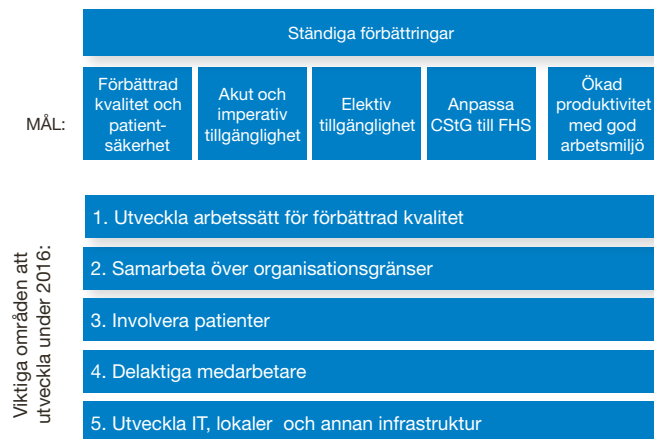 Ständiga förbättringar
MÅL:
Förbättrad
kvalitet och
patient-
säkerhet
Akut och
imperativ
tillgänglighet
Elektiv
tillgänglighet
Anpassa
CStG till FHS
Ökad
produktivitet
med god
arbetsmiljö
Viktiga områden att
utveckla under 2016:
1. Utveckla arbetssätt för förbättrad kvalitet
2. Samarbeta över organisationsgränser
3. Involvera patienter
4. Delaktiga medarbetare
5. Utveckla IT, lokaler och annan infrastruktur